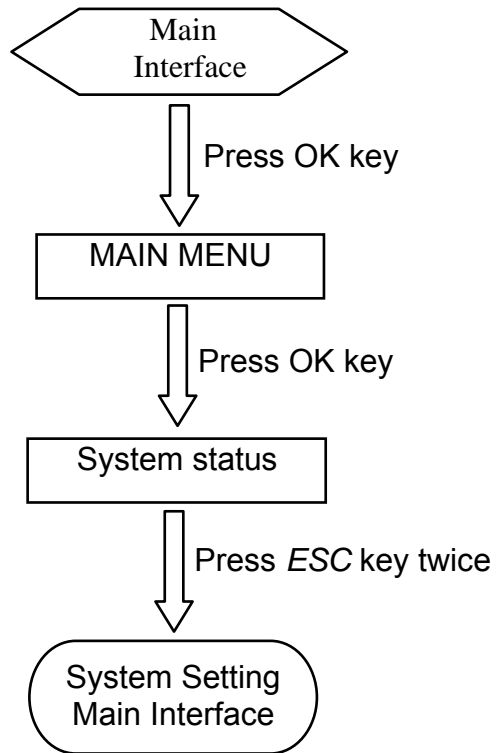 Main
Interface
Press OK key
MAIN MENU
Press OK key
System status
Press ESC key twice
System Setting
Main Interface